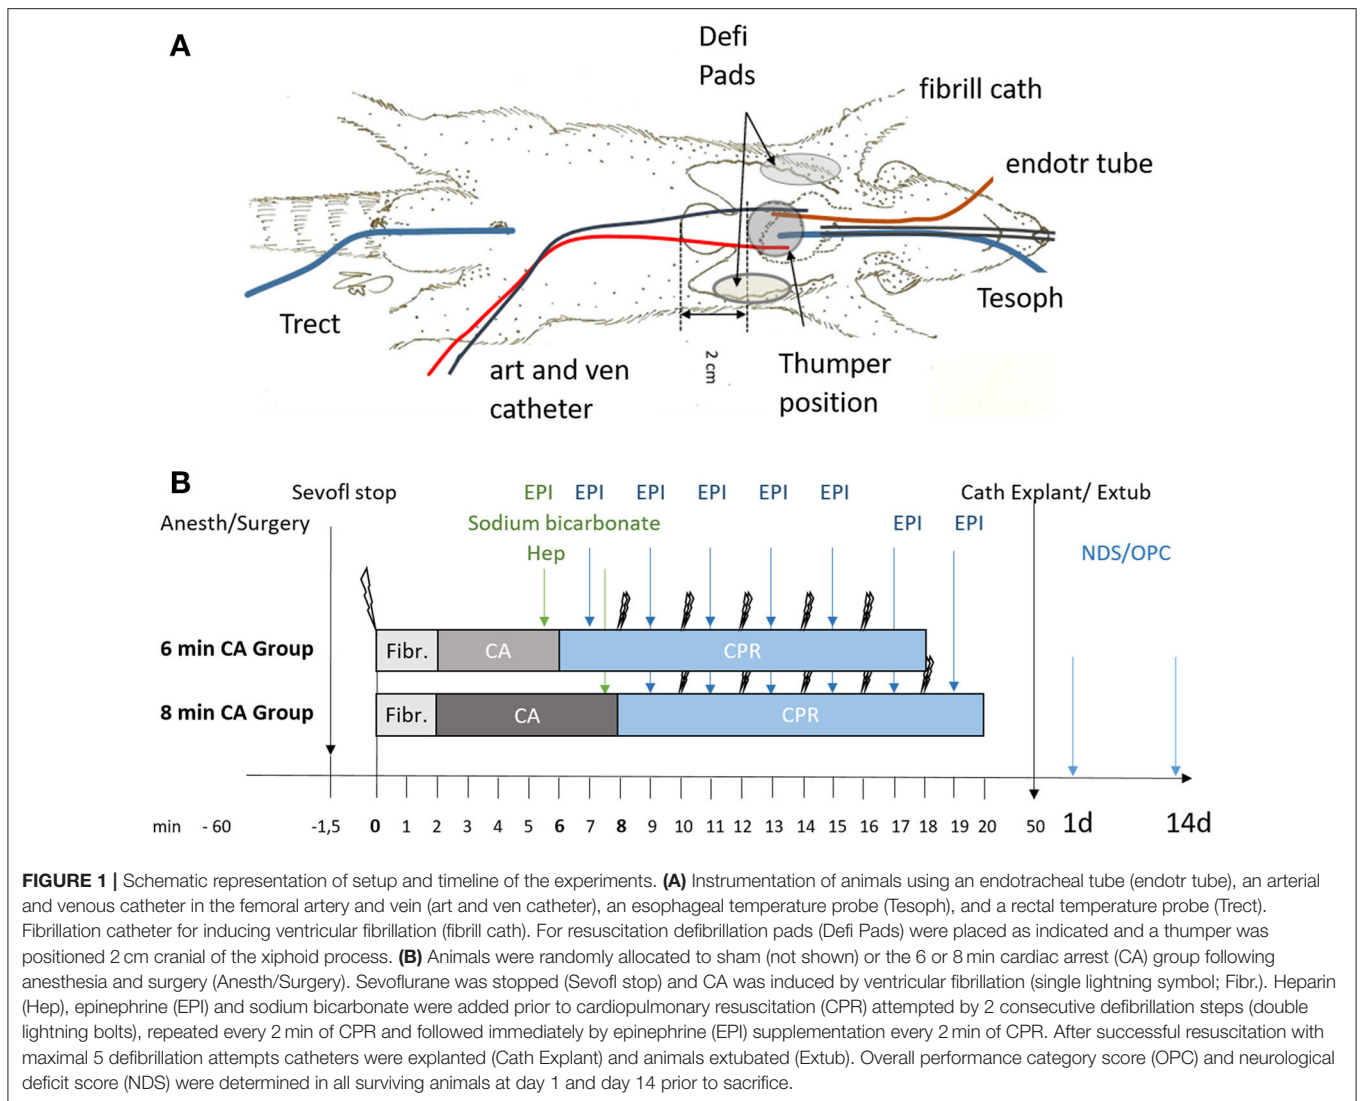 A
Defi
Pads
fibrill cath
endotr tube
Tesoph
Trect
art and ven
catheter
2 cm
Thumper
position
B
Sevofl stop
EPI EPI EPI EPI EPI EPI
Cath Explant/ Extub
Anesth/Surgery
Sodium bicarbonate
EPI EPI
Hep
NDS/OPC
6 min CA Group
Fibr. CA CPR
8 min CA Group
Fibr. CA CPR
min - 60 -1,5 0 1 2 3 4 5 6 7 8 9 10 11 12 13 14 15 16 17 18 19 20 50 1d 14d
FIGURE 1 | Schematic representation of setup and timeline of the experiments. (A) Instrumentation of animals using an endotracheal tube (endotr tube), an arterial
and venous catheter in the femoral artery and vein (art and ven catheter), an esophageal temperature probe (Tesoph), and a rectal temperature probe (Trect).
Fibrillation catheter for inducing ventricular fibrillation (fibrill cath). For resuscitation defibrillation pads (Defi Pads) were placed as indicated and a thumper was
positioned 2 cm cranial of the xiphoid process. (B) Animals were randomly allocated to sham (not shown) or the 6 or 8 min cardiac arrest (CA) group following
anesthesia and surgery (Anesth/Surgery). Sevoflurane was stopped (Sevofl stop) and CA was induced by ventricular fibrillation (single lightning symbol; Fibr.). Heparin
(Hep), epinephrine (EPI) and sodium bicarbonate were added prior to cardiopulmonary resuscitation (CPR) attempted by 2 consecutive defibrillation steps (double
lightning bolts), repeated every 2 min of CPR and followed immediately by epinephrine (EPI) supplementation every 2 min of CPR. After successful resuscitation with
maximal 5 defibrillation attempts catheters were explanted (Cath Explant) and animals extubated (Extub). Overall performance category score (OPC) and neurological
deficit score (NDS) were determined in all surviving animals at day 1 and day 14 prior to sacrifice.